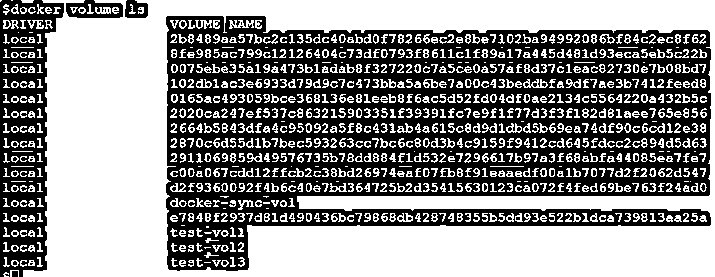 $docker volume ls
DRIVER VOLUME NAME
local 2b8489aa57bc2c135dc40abd0f78266ec2e8be7102ba94992086bf84c2ec8f62
local 8fe985ac799c12126404c73df0793f8611c1f89a17a445d481d93eca5eb5c22b
local 0075ebe35a19a473b1adab8f327220c7a5ce0a57af8d37c1eac82730e7b08bd7
local 102db1ac3e6933d79d9c7c473bba5a6be7a00c43beddbfa9df7ae3b7412feed8
local 0165ac493059bce368136e81eeb8f6ac5d52fd04df0ae2134c5564220a432b5c
local 2020ca247ef537c863215903351f39391fc7e9f1f77d3f3f182d81aee765e856
local 2664b5843dfa4c95092a5f8c431ab4a615c8d9d1dbd5b69ea74df90c6cd12e38
local 2870c6d55d1b7bec593263cc7bc6c80d3b4c9159f9412cd645fdcc2c894d5d63
local 2911069859d49576735b78dd884f1d532e7296617b97a3f68abfa44085ea7fe7
local c00a067cdd12ffcb2c38bd26974eaf07fb8f91eaaedf00a1b7077d2f2062d547
local d2f9360092f4b6c40e7bd364725b2d35415630123ca072f4fed69be763f24ad0
local docker-sync-vol
local e7848f2937d81d490436bc79868db428748355b5dd93e522b1dca739813aa25a
local test-vol1
local test-vol2
local test-vol3
$